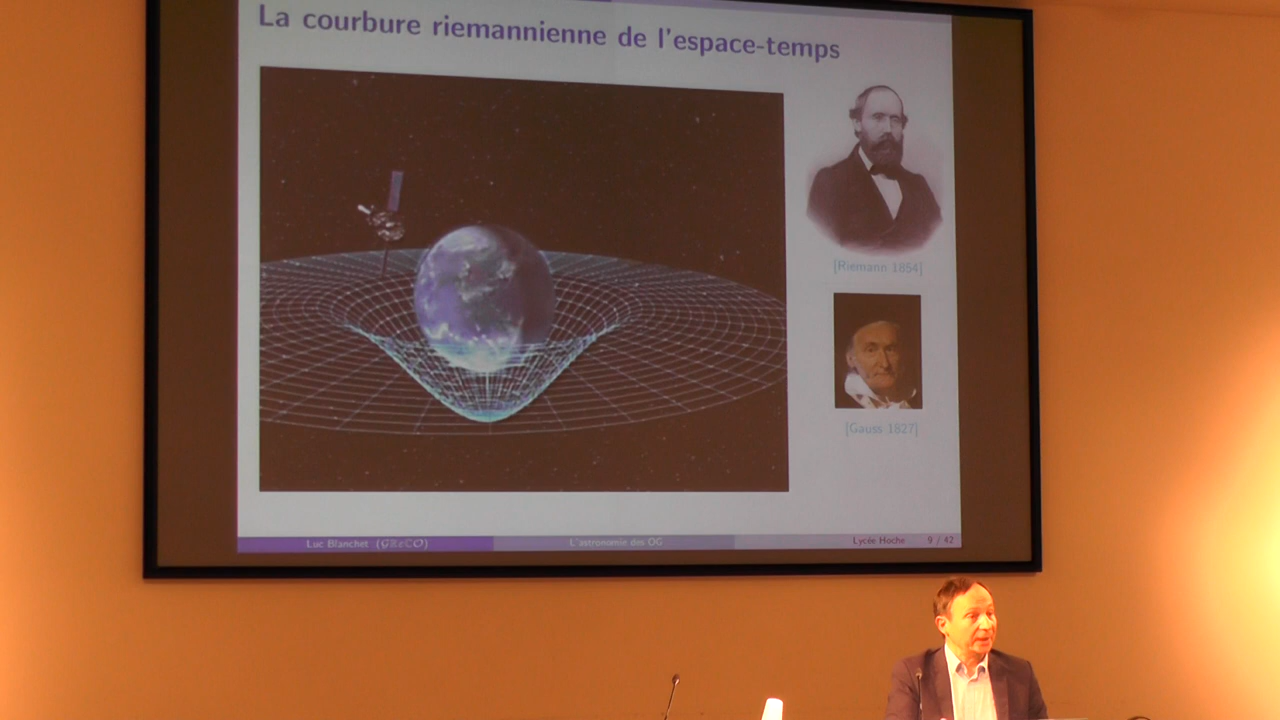 La courbure riemannienne de l'espace-temps
[Riemann 1854]
[Gauss 1827]
Luc Blanchet (GReCO) L'astronomie des OG Lycée Hoche 9 / 42